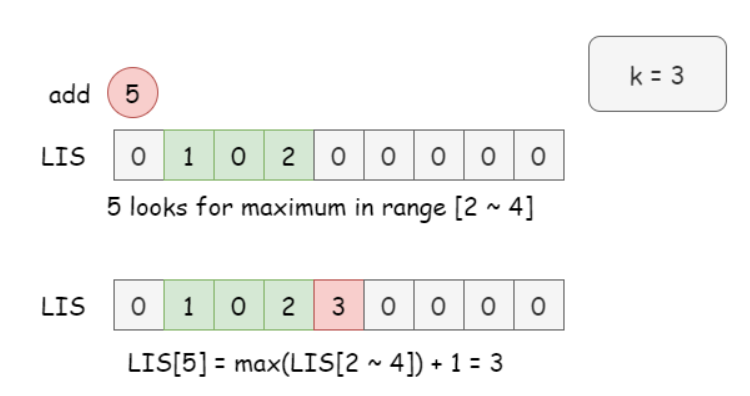 k = 3
add 5
LIS 0 1 0 2 0 0 0 0 0
5 looks for maximum in range [2 ~ 4]
LIS 0 1 0 2 3 0 0 0 0
LIS[5] = max(LIS[2 ~ 4]) + 1 = 3